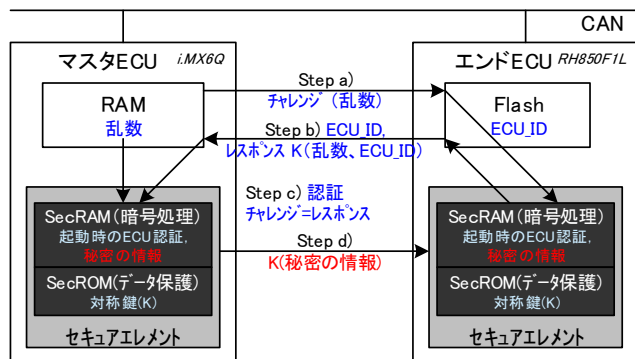 CAN
マスタECU i.MX6Q
エンドECU RH850F1L
RAM
乱数
Step a)
チャレンジ（乱数）
Flash
ECU_ID
Step b) ECU_ID,
レスポンス K(乱数、ECU_ID)
Step c) 認証
チャレンジ=レスポンス
Step d)
K(秘密の情報)
SecRAM(暗号処理)
起動時のECU認証,
秘密の情報
SecROM(データ保護)
対称鍵(K)
セキュアエレメント
SecRAM(暗号処理)
起動時のECU認証,
秘密の情報
SecROM(データ保護)
対称鍵(K)
セキュアエレメント